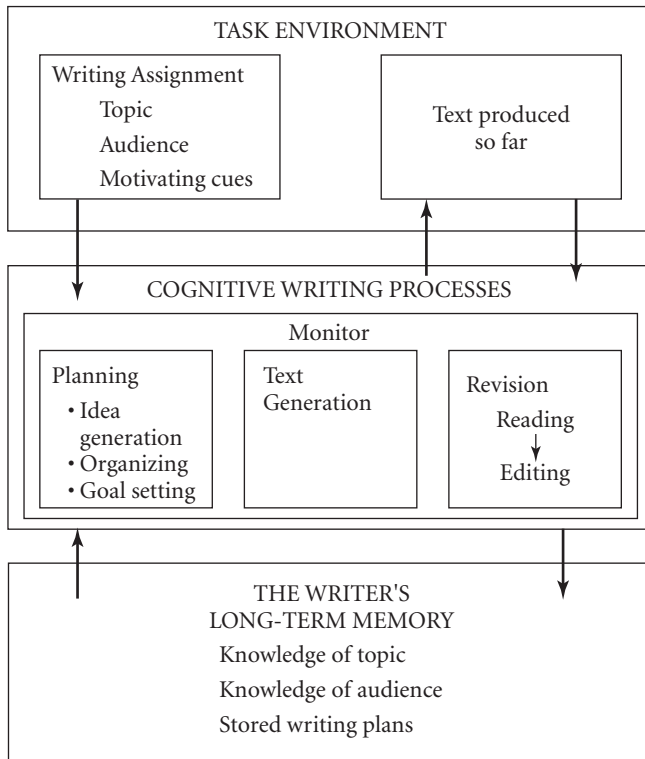 TASK ENVIRONMENT
Writing Assignment
Topic
Audience
Motivating cues
Text produced
so far
COGNITIVE WRITING PROCESSES
Monitor
Planning
• Idea
generation
• Organizing
• Goal setting
Text
Generation
Revision
Reading
Editing
THE WRITER'S
LONG-TERM MEMORY
Knowledge of topic
Knowledge of audience
Stored writing plans